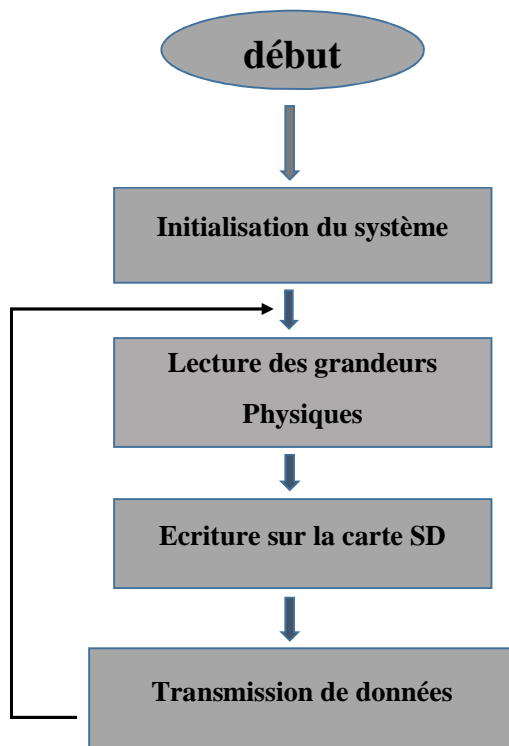 début
Initialisation du système
Lecture des grandeurs
Physiques
Ecriture sur la carte SD
Transmission de données